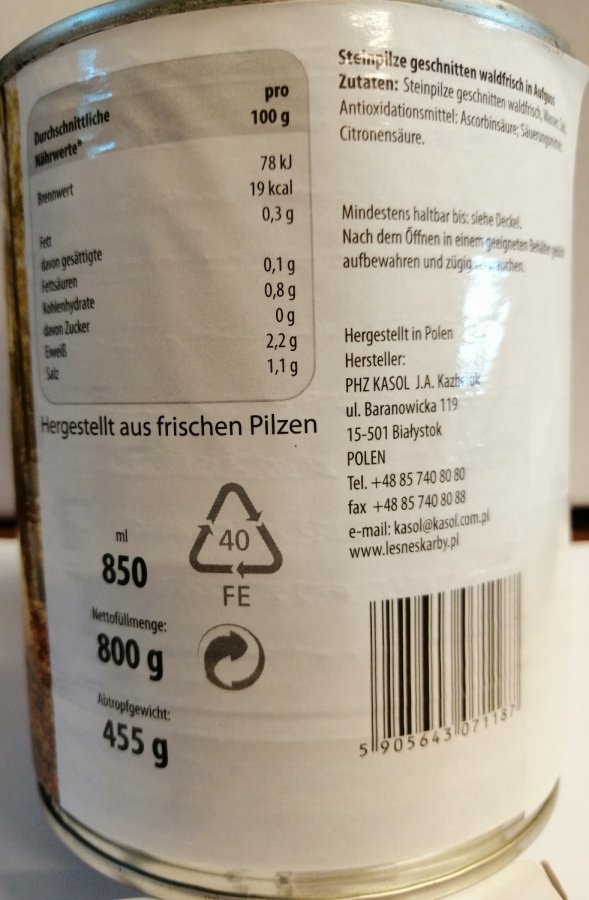 Durchschnittliche
Nährwerte*
pro
100 g
Brennwert
78 kJ
19 kcal
Fett
0,3 g
davon gesättigte
Fettsäuren
0,1 g
Kohlenhydrate
0,8 g
davon Zucker
0 g
Eiweiß
2,2 g
Salz
1,1 g
Hergestellt aus frischen Pilzen
ml
850
Nettofüllmenge:
800 g
Abtropfgewicht:
455 g
40
FE
Steinpilze geschnitten waldfrisch in Aufguss
Zutaten: Steinpilze geschnitten waldfrisch, Wasser, Salz,
Antioxidationsmittel: Ascorbinsäure; Säuerungsmittel:
Citronensäure.
Mindestens haltbar bis: siehe Deckel.
Nach dem Öffnen in einem geeigneten Behälter
aufbewahren und zügig
Hergestellt in Polen
Hersteller:
PHZ KASOL J.A.
ul. Baranowicka 119
15-501 Białystok
POLEN
Tel. +48 85 740 80 80
fax +48 85 740 80 88
e-mail: kasol@kasol.com.pl
www.lesneskarby.pl
5 905643 071187